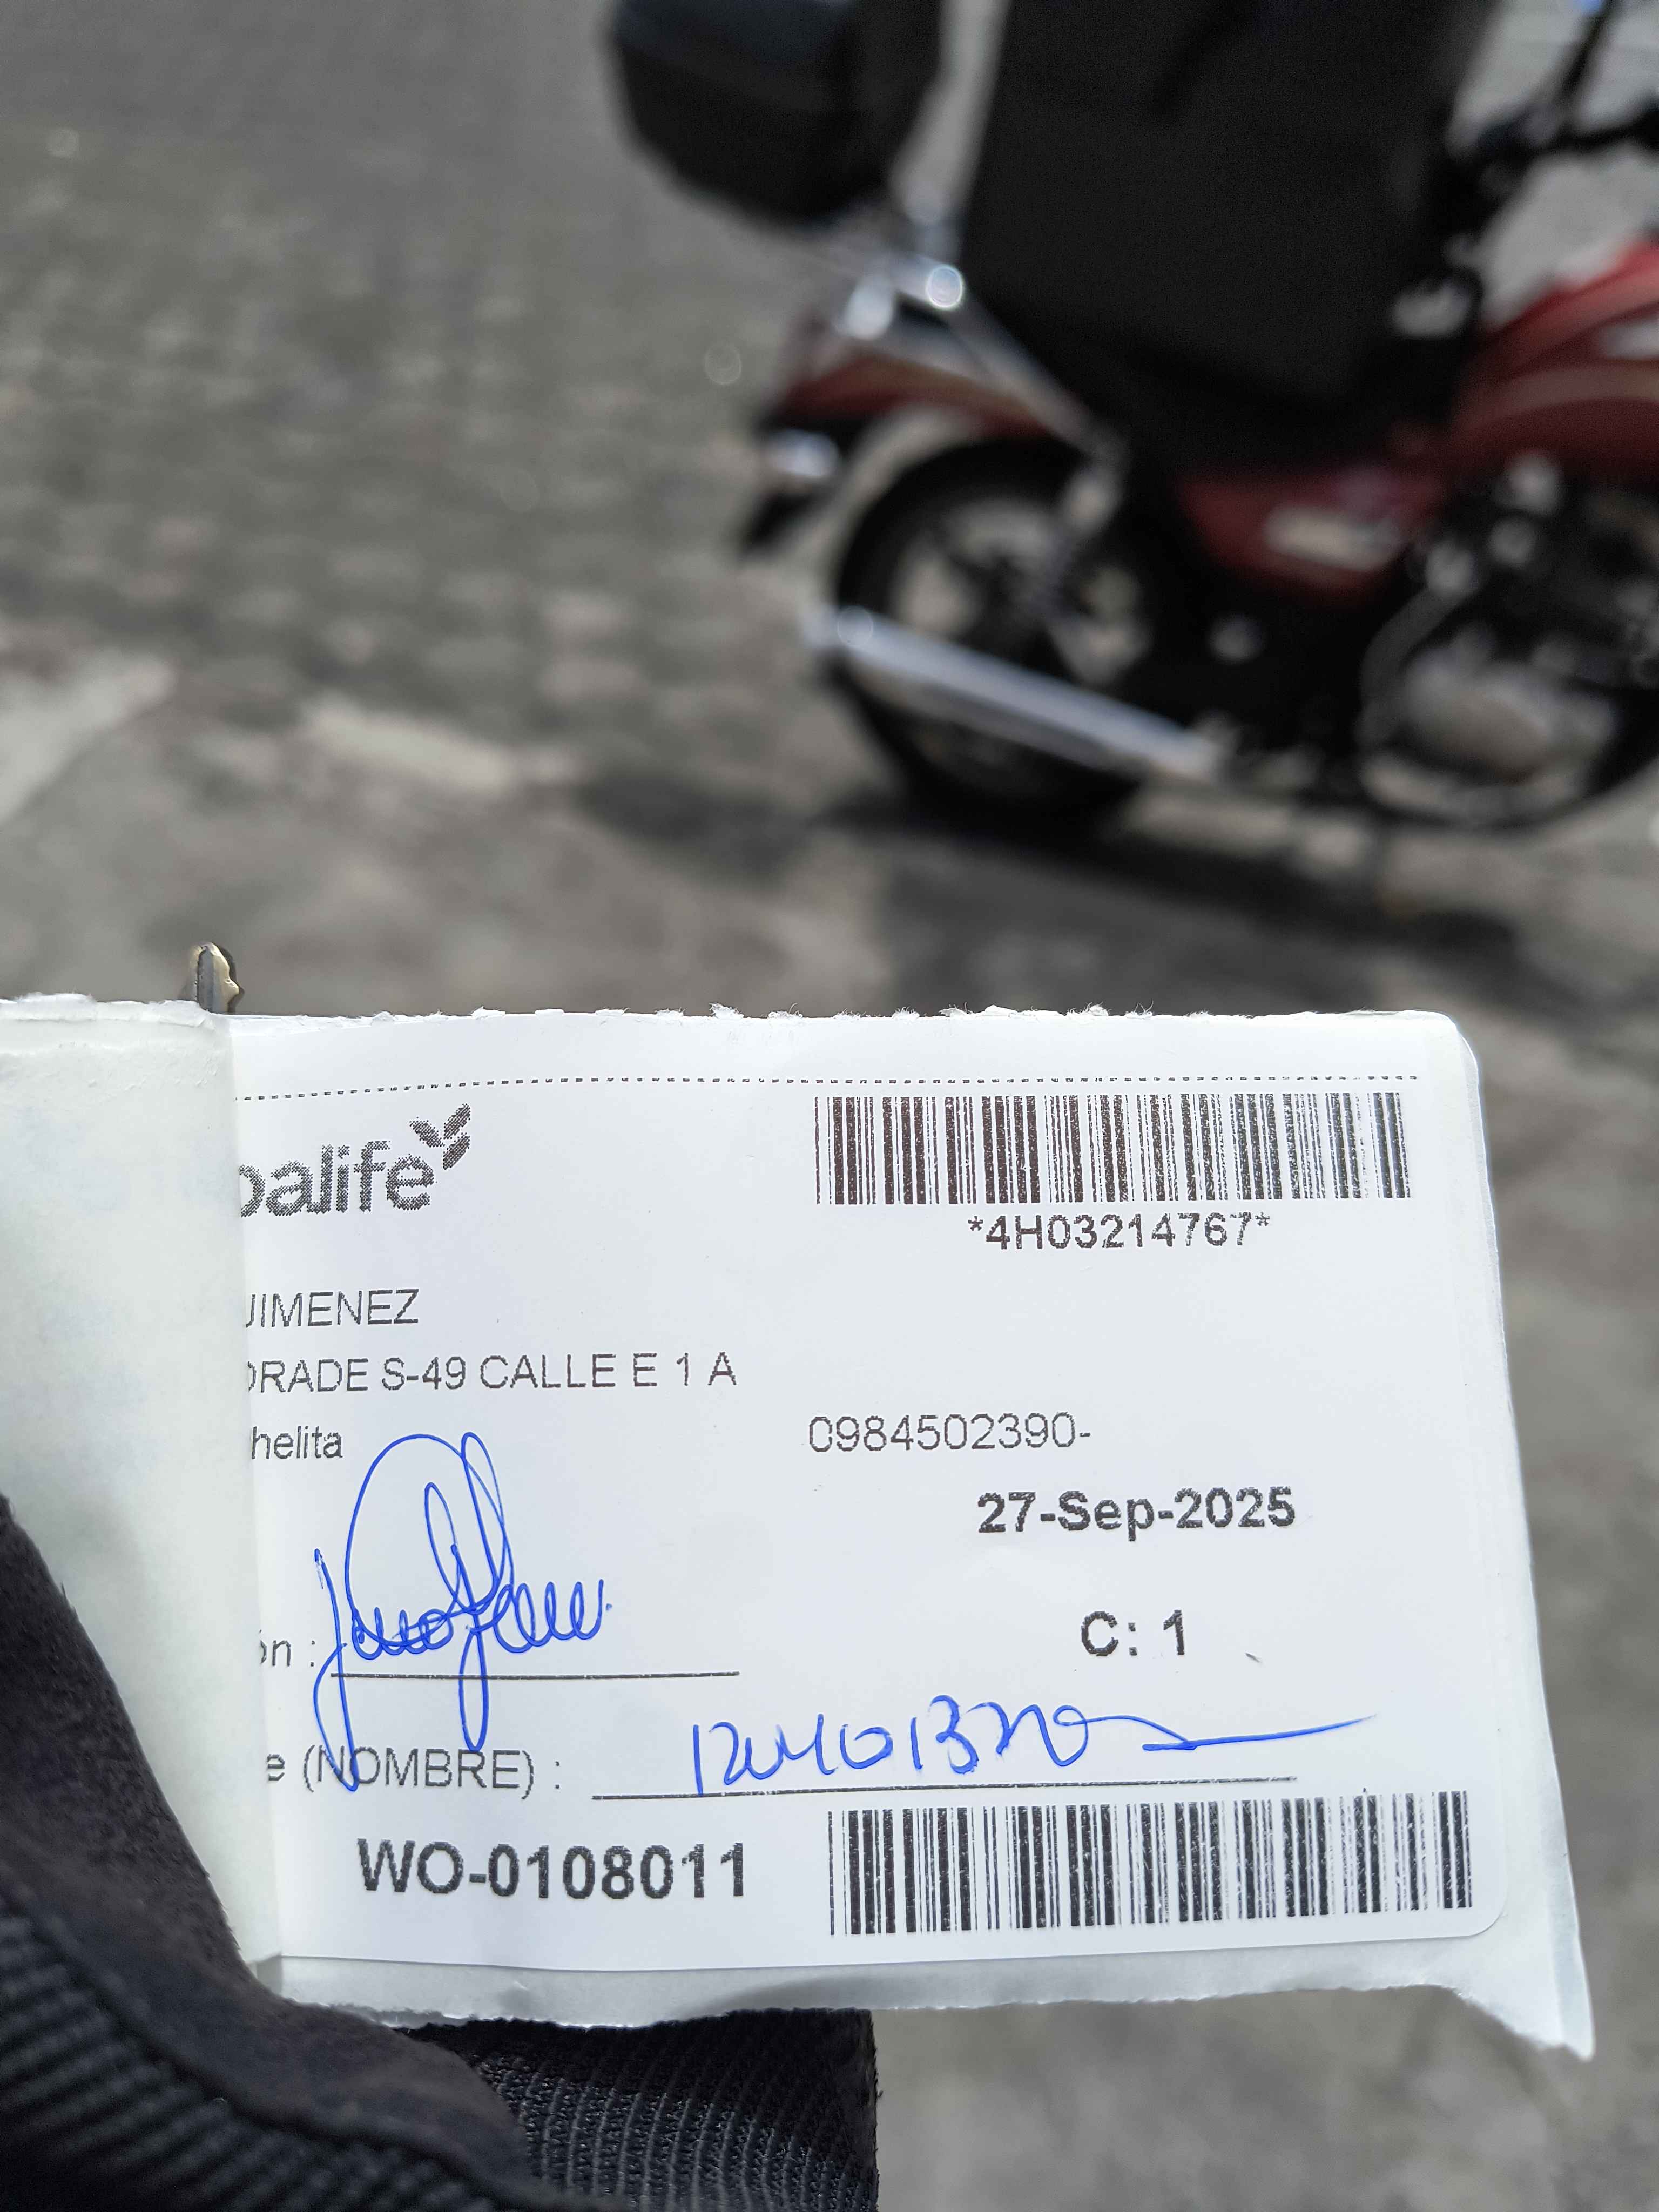 balife
*4H03214767*
JIMENEZ
DRADE S-49 CALLE E 1 A
helita
0984502390-
27-Sep-2025
ón :
C: 1
e (NOMBRE) :
WO-0108011